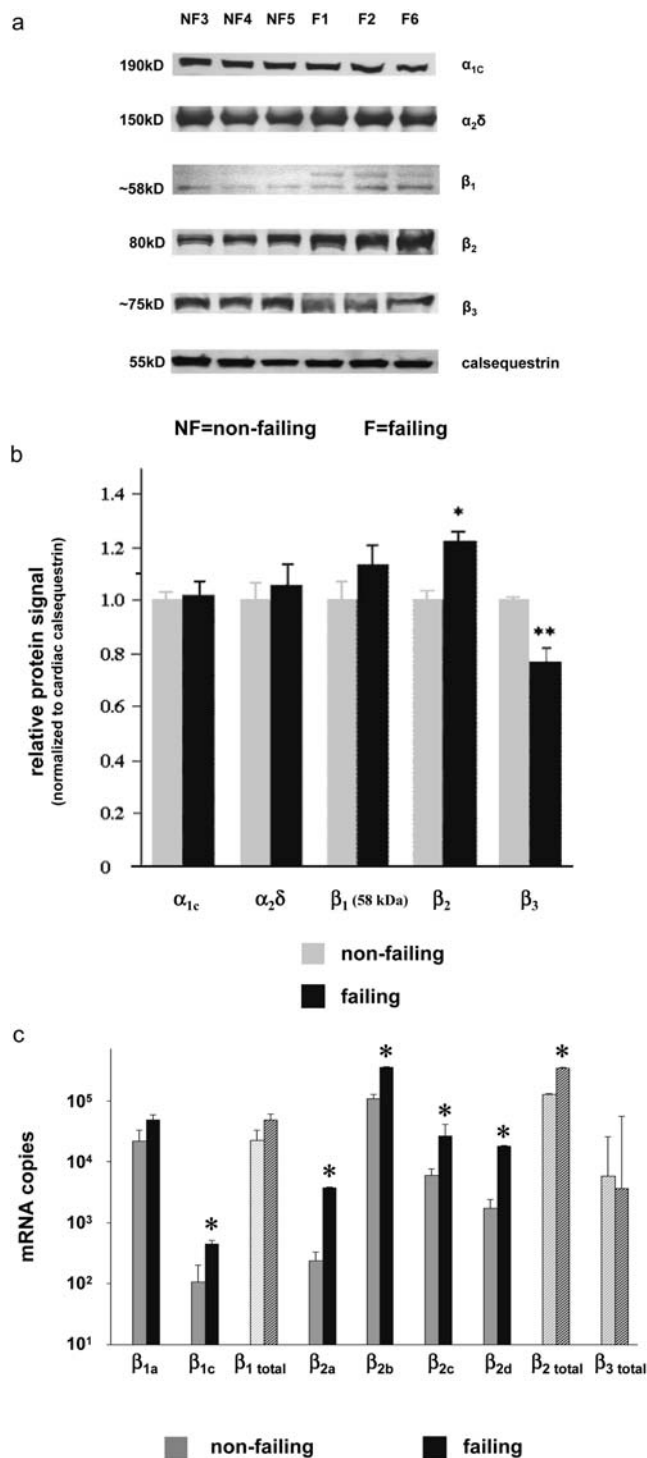 a
NF3 NF4 NF5 F1 F2 F6
190kD α1C
150kD α2δ
~58kD β1
80kD β2
~75kD β3
55kD calsequestrin
NF=non-failing F=failing
b
relative protein signal
(normalized to cardiac calsequestrin)
1.4
*
1.2
1.0
**
0.8
0.6
0.4
0.2
0
α1c α2δ β1 (58 kDa) β2 β3
non-failing
failing
c
mRNA copies
* * * * * *
10⁵
10⁴
10³
10²
10¹
β1a β1c β1 total β2a β2b β2c β2d β2 total β3 total
non-failing failing